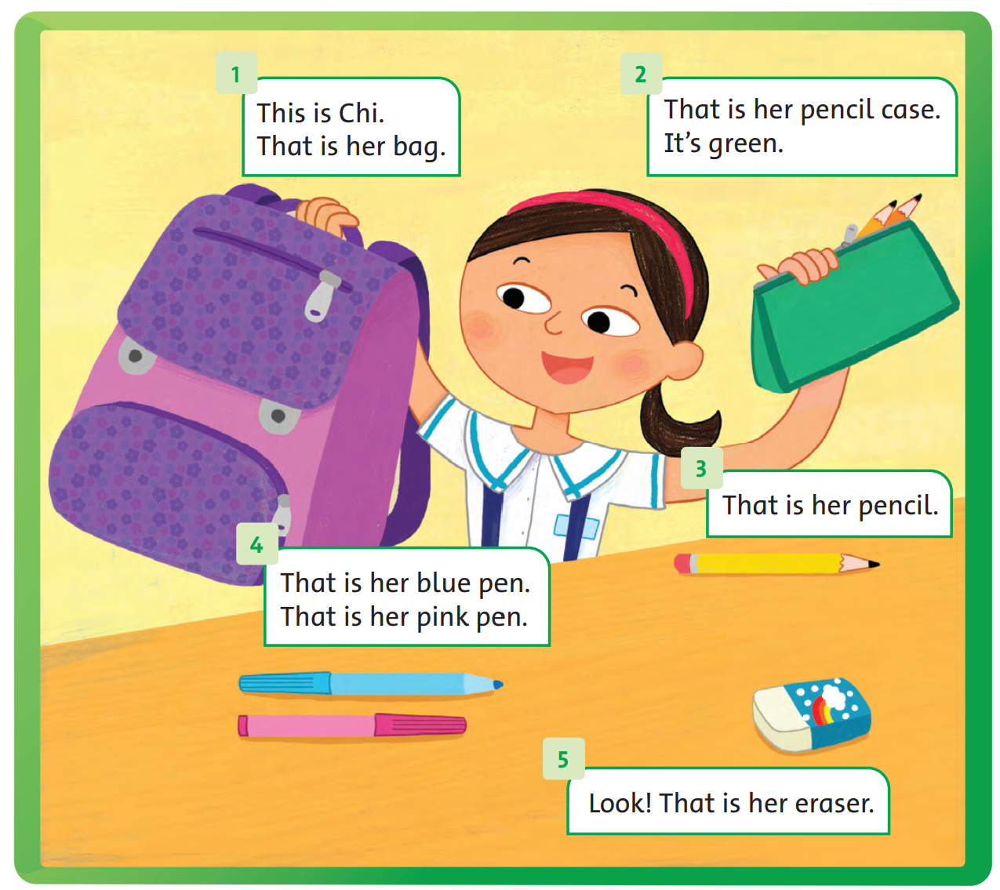 1
This is Chi.
That is her bag.
2
That is her pencil case.
It's green.
3
That is her pencil.
4
That is her blue pen.
That is her pink pen.
5
Look! That is her eraser.